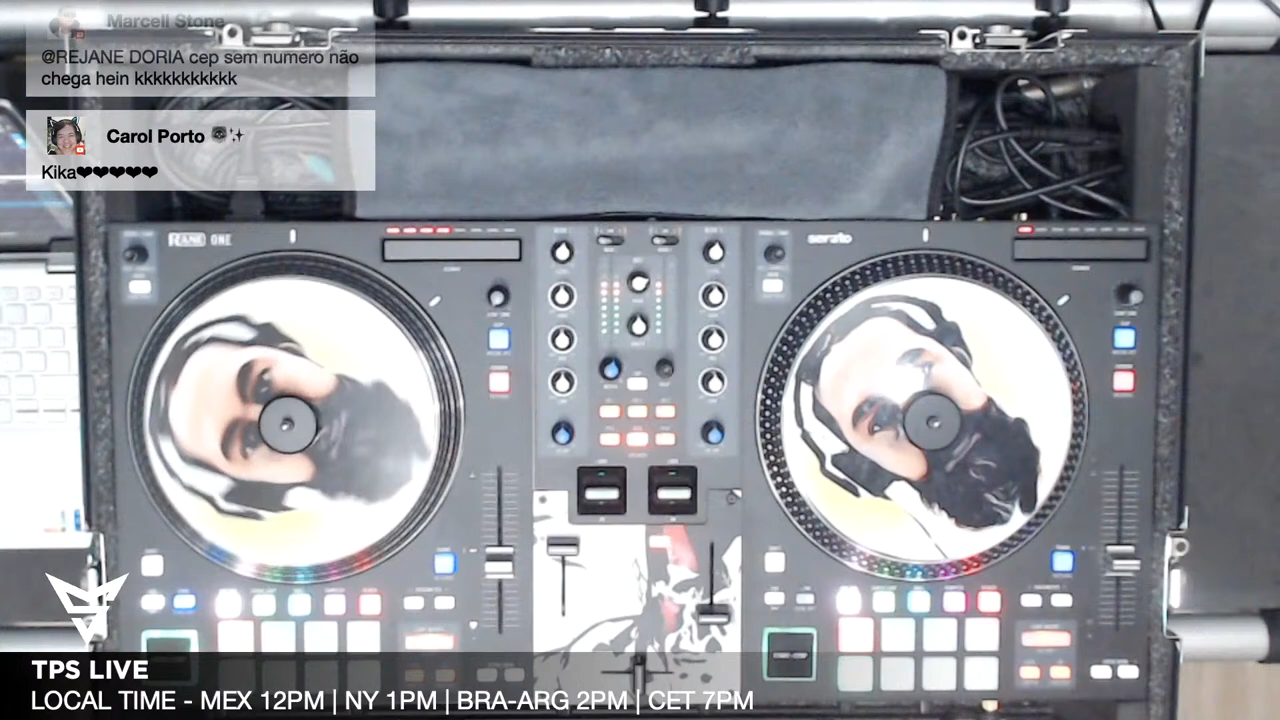 Marcell Stone
@REJANE DORIA cep sem numero não
chega hein kkkkkkkkkkk
Carol Porto
Kika❤❤❤❤❤
RANE ONE
serato
TPS LIVE
LOCAL TIME - MEX 12PM | NY 1PM | BRA-ARG 2PM | CET 7PM